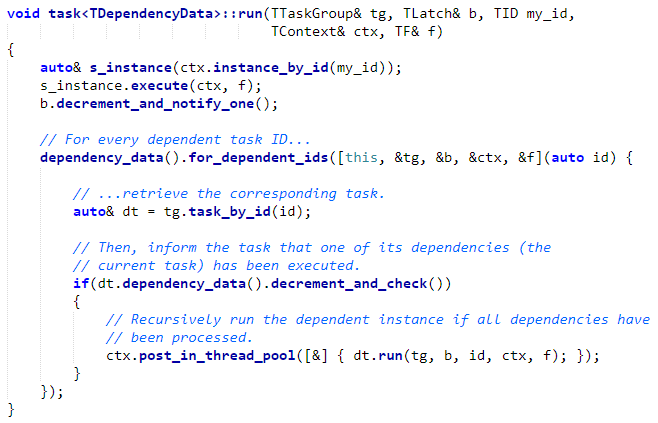 void task<TDependencyData>::run(TTaskGroup& tg, TLatch& b, TID my_id,
                                TContext& ctx, TF& f)
{
    auto& s_instance(ctx.instance_by_id(my_id));
    s_instance.execute(ctx, f);
    b.decrement_and_notify_one();

    // For every dependent task ID...
    dependency_data().for_dependent_ids([this, &tg, &b, &ctx, &f](auto id) {

        // ...retrieve the corresponding task.
        auto& dt = tg.task_by_id(id);

        // Then, inform the task that one of its dependencies (the
        // current task) has been executed.
        if(dt.dependency_data().decrement_and_check())
        {
            // Recursively run the dependent instance if all dependencies have
            // been processed.
            ctx.post_in_thread_pool([&] { dt.run(tg, b, id, ctx, f); });
        }
    });
}